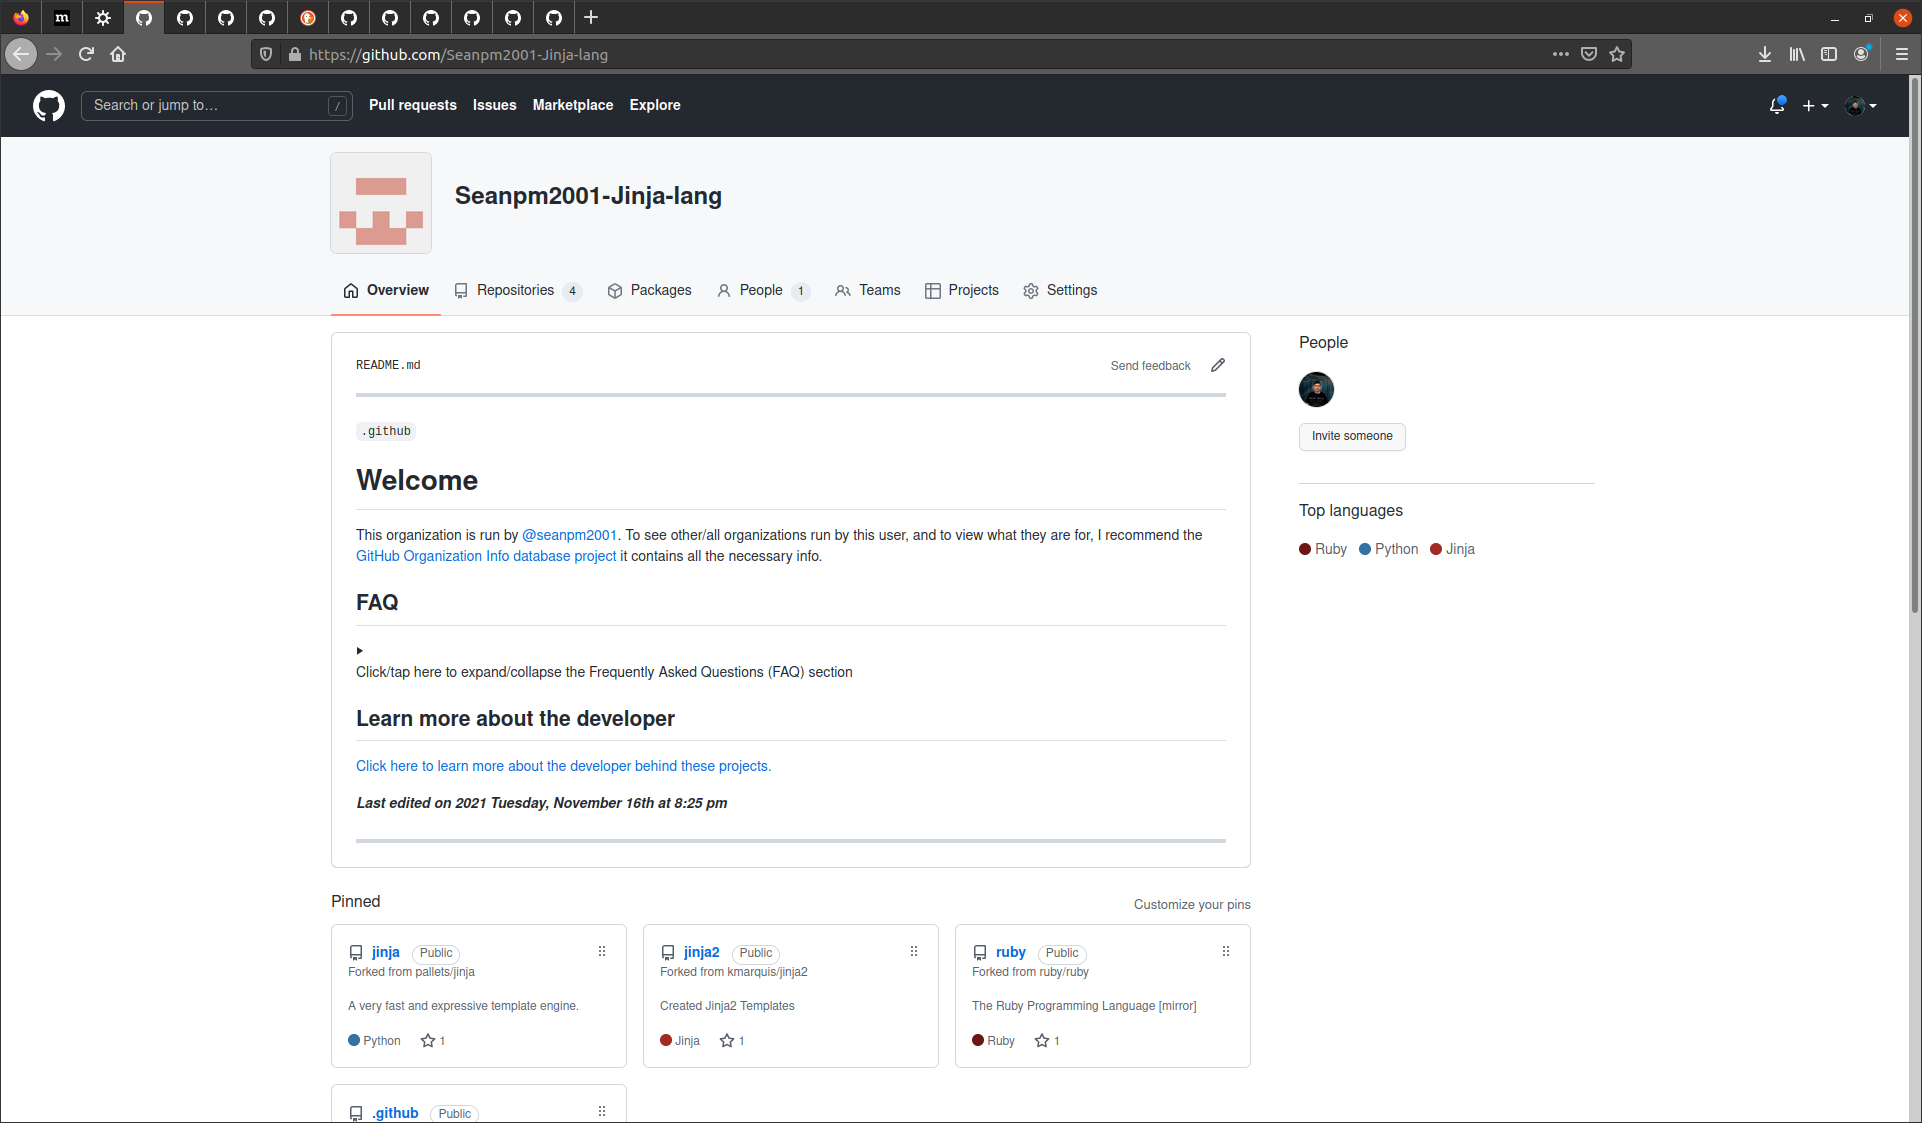 m
https://github.com/Seanpm2001-Jinja-lang
Search or jump to… /
Pull requests Issues Marketplace Explore
Seanpm2001-Jinja-lang
Overview Repositories 4 Packages People 1 Teams Projects Settings
README.md Send feedback
.github
Welcome
This organization is run by @seanpm2001. To see other/all organizations run by this user, and to view what they are for, I recommend the
GitHub Organization Info database project it contains all the necessary info.
FAQ
Click/tap here to expand/collapse the Frequently Asked Questions (FAQ) section
Learn more about the developer
Click here to learn more about the developer behind these projects.
Last edited on 2021 Tuesday, November 16th at 8:25 pm
People
Invite someone
Top languages
Ruby Python Jinja
Pinned Customize your pins
jinja Public
Forked from pallets/jinja
A very fast and expressive template engine.
Python 1
jinja2 Public
Forked from kmarquis/jinja2
Created Jinja2 Templates
Jinja 1
ruby Public
Forked from ruby/ruby
The Ruby Programming Language [mirror]
Ruby 1
.github Public